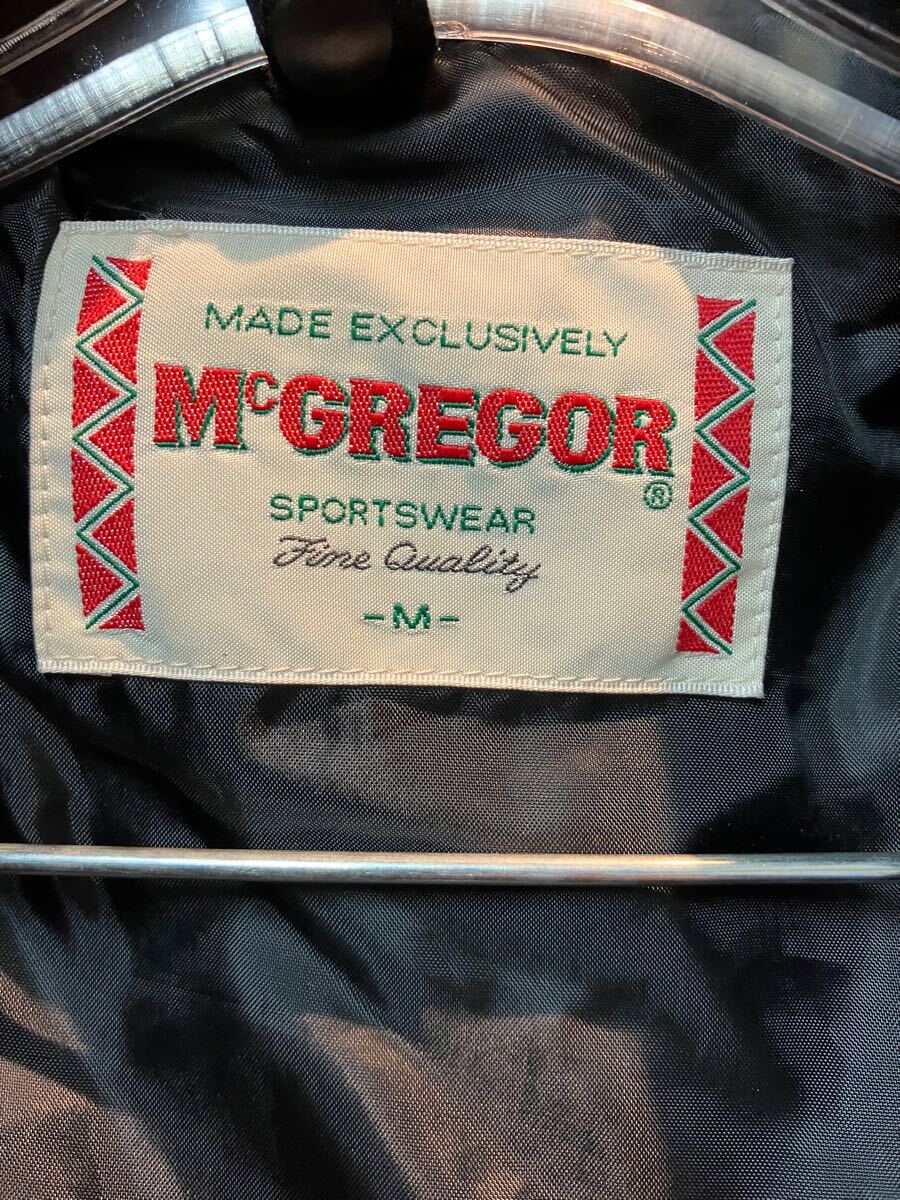 MADE EXCLUSIVELY
McGREGOR®
SPORTSWEAR
Fine Quality
-M-